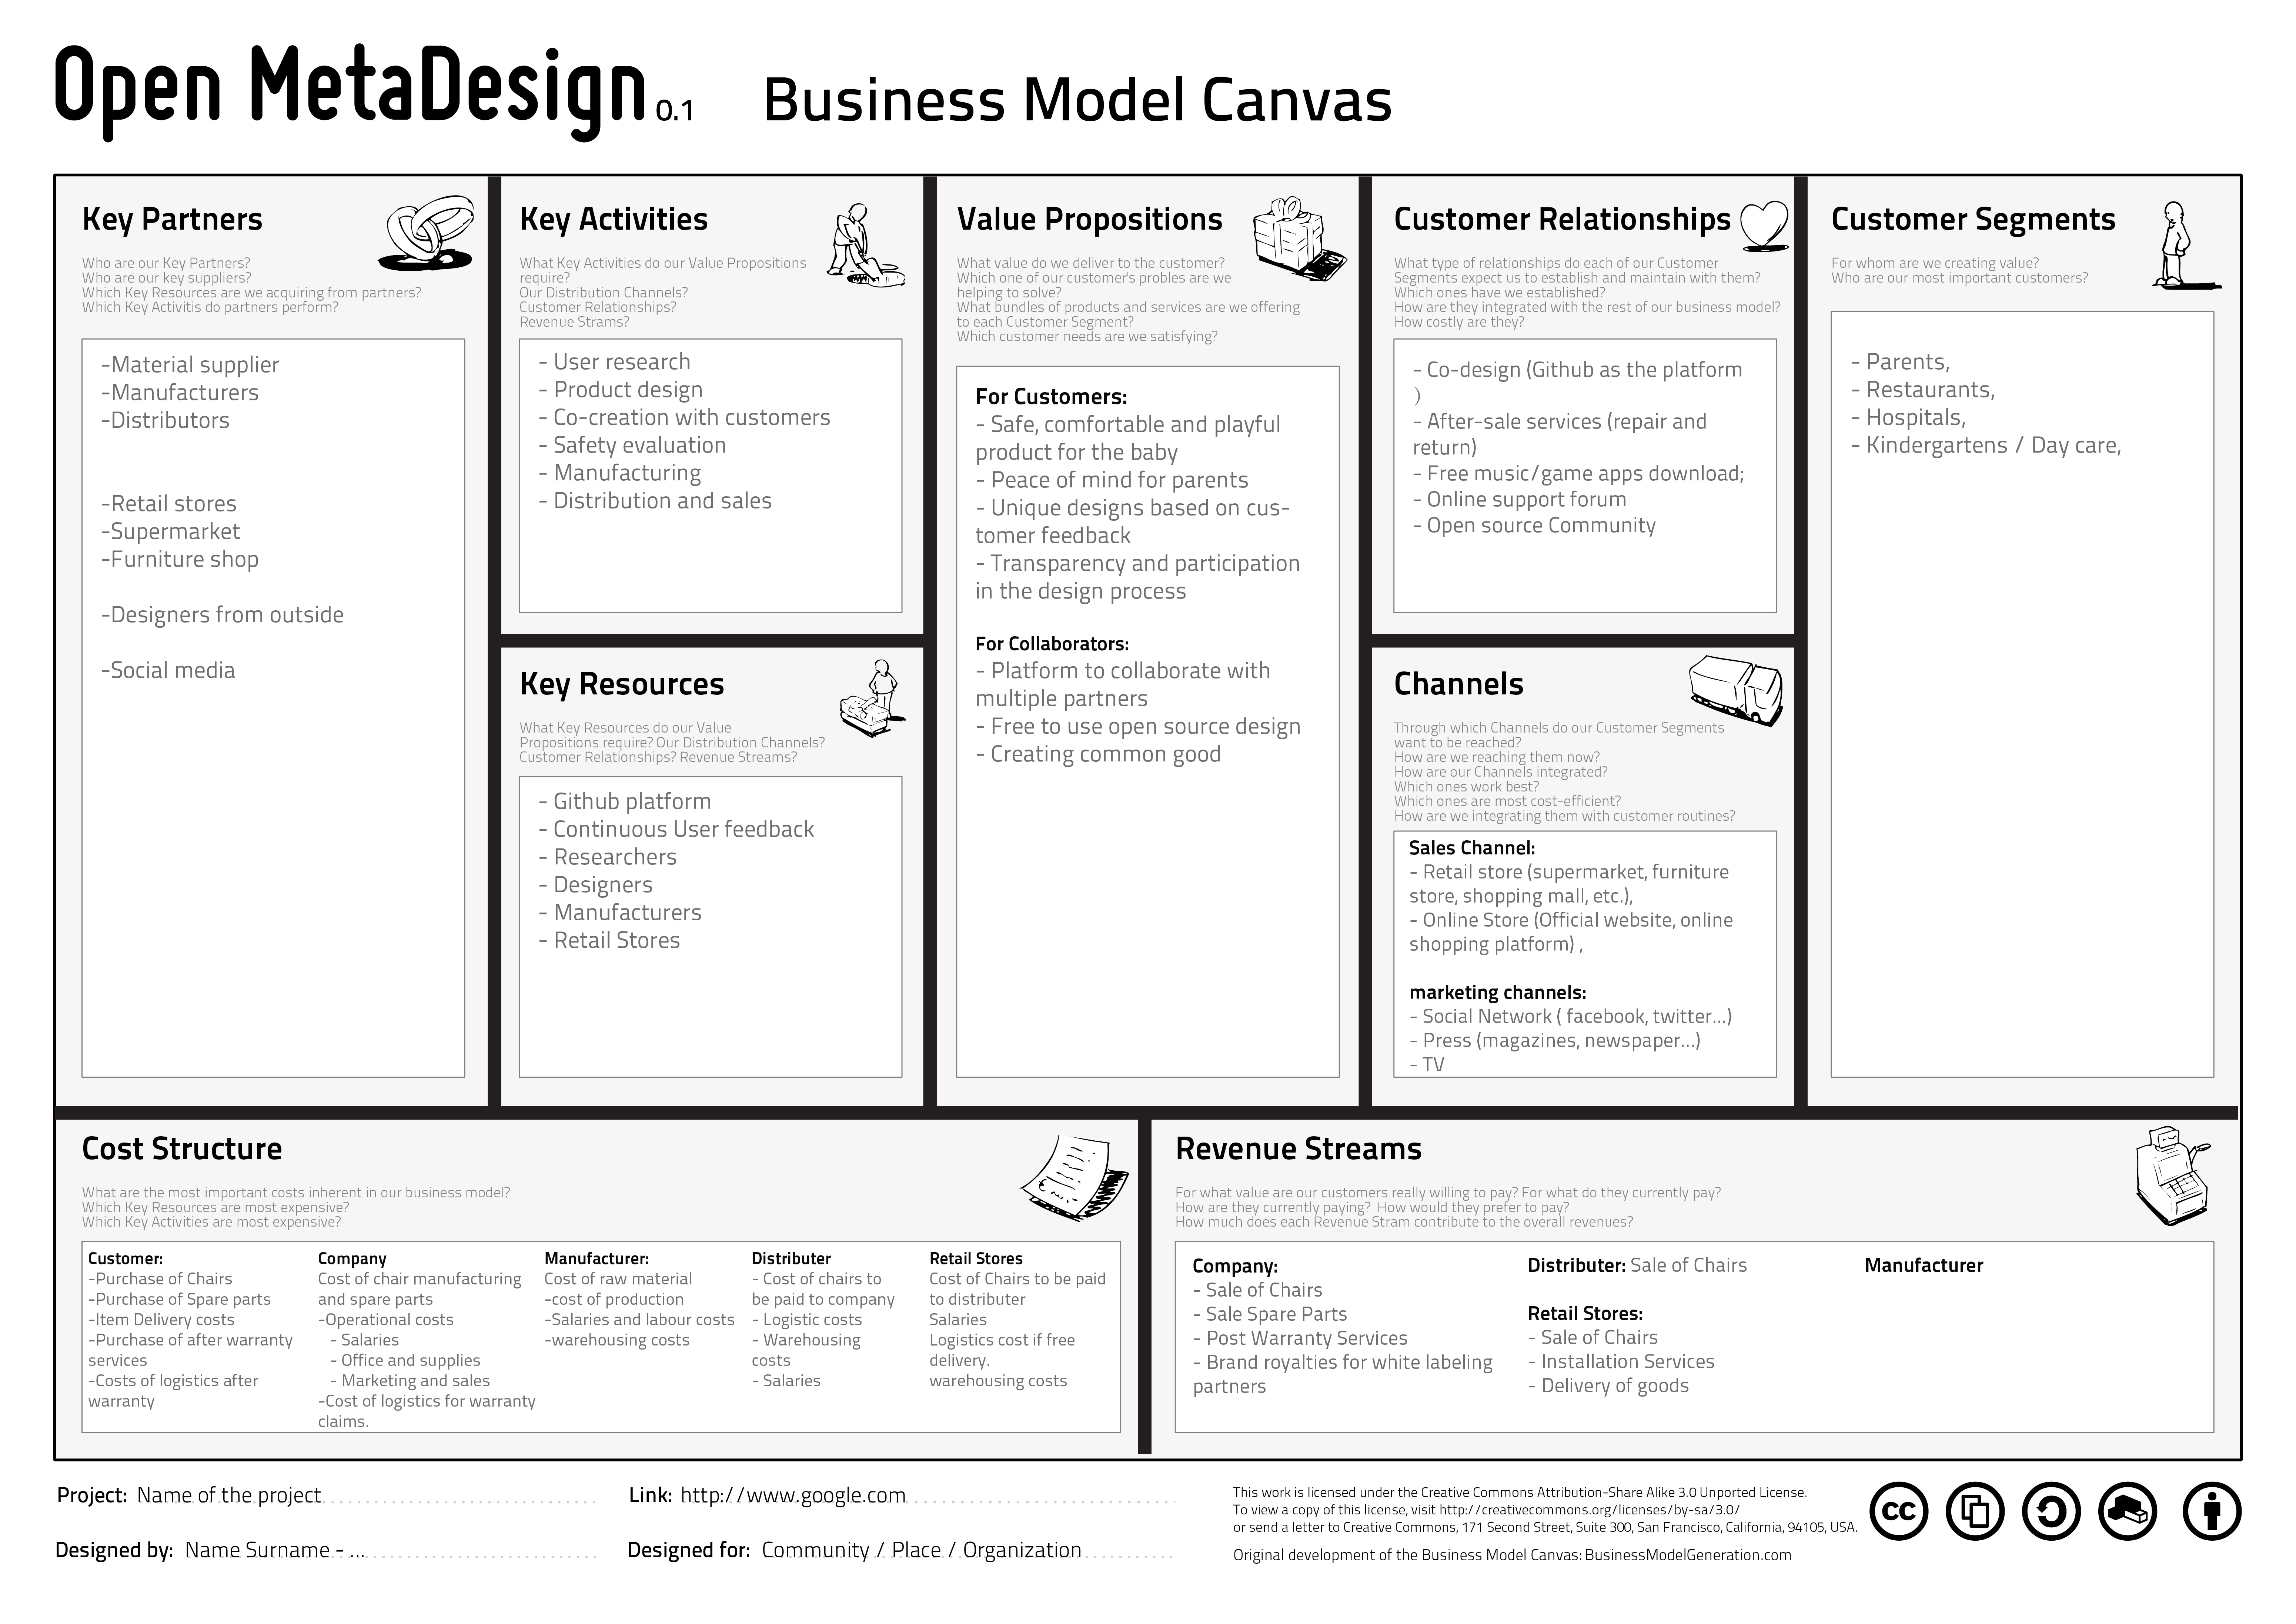 Open MetaDesign 0.1 Business Model Canvas
Key Partners
Who are our Key Partners?
Who are our key suppliers?
Which Key Resources are we acquiring from partners?
Which Key Activitis do partners perform?
-Material supplier
-Manufacturers
-Distributors
-Retail stores
-Supermarket
-Furniture shop
-Designers from outside
-Social media
Key Activities
What Key Activities do our Value Propositions
require?
Our Distribution Channels?
Customer Relationships?
Revenue Strams?
- User research
- Product design
- Co-creation with customers
- Safety evaluation
- Manufacturing
- Distribution and sales
Key Resources
What Key Resources do our Value
Propositions require? Our Distribution Channels?
Customer Relationships? Revenue Streams?
- Github platform
- Continuous User feedback
- Researchers
- Designers
- Manufacturers
- Retail Stores
Value Propositions
What value do we deliver to the customer?
Which one of our customer's probles are we
helping to solve?
What bundles of products and services are we offering
to each Customer Segment?
Which customer needs are we satisfying?
For Customers:
- Safe, comfortable and playful
product for the baby
- Peace of mind for parents
- Unique designs based on cus-
tomer feedback
- Transparency and participation
in the design process
For Collaborators:
- Platform to collaborate with
multiple partners
- Free to use open source design
- Creating common good
Customer Relationships
What type of relationships do each of our Customer
Segments expect us to establish and maintain with them?
Which ones have we established?
How are they integrated with the rest of our business model?
How costly are they?
- Co-design (Github as the platform
)
- After-sale services (repair and
return)
- Free music/game apps download;
- Online support forum
- Open source Community
Channels
Through which Channels do our Customer Segments
want to be reached?
How are we reaching them now?
How are our Channels integrated?
Which ones work best?
Which ones are most cost-efficient?
How are we integrating them with customer routines?
Sales Channel:
- Retail store (supermarket, furniture
store, shopping mall, etc.),
- Online Store (Official website, online
shopping platform) ,
marketing channels:
- Social Network ( facebook, twitter...)
- Press (magazines, newspaper...)
- TV
Customer Segments
For whom are we creating value?
Who are our most important customers?
- Parents,
- Restaurants,
- Hospitals,
- Kindergartens / Day care,
Cost Structure
What are the most important costs inherent in our business model?
Which Key Resources are most expensive?
Which Key Activities are most expensive?
Customer:
-Purchase of Chairs
-Purchase of Spare parts
-Item Delivery costs
-Purchase of after warranty
services
-Costs of logistics after
warranty
Company
Cost of chair manufacturing
and spare parts
-Operational costs
- Salaries
- Office and supplies
- Marketing and sales
-Cost of logistics for warranty
claims.
Manufacturer:
Cost of raw material
-cost of production
-Salaries and labour costs
-warehousing costs
Distributer
- Cost of chairs to
be paid to company
- Logistic costs
- Warehousing
costs
- Salaries
Retail Stores
Cost of Chairs to be paid
to distributer
Salaries
Logistics cost if free
delivery.
warehousing costs
Revenue Streams
For what value are our customers really willing to pay? For what do they currently pay?
How are they currently paying? How would they prefer to pay?
How much does each Revenue Stram contribute to the overall revenues?
Company:
- Sale of Chairs
- Sale Spare Parts
- Post Warranty Services
- Brand royalties for white labeling
partners
Distributer: Sale of Chairs
Retail Stores:
- Sale of Chairs
- Installation Services
- Delivery of goods
Manufacturer
Project: Name of the project
Link: http://www.google.com
Designed by: Name Surname - ...
Designed for: Community / Place / Organization
This work is licensed under the Creative Commons Attribution-Share Alike 3.0 Unported License.
To view a copy of this license, visit http://creativecommons.org/licenses/by-sa/3.0/
or send a letter to Creative Commons, 171 Second Street, Suite 300, San Francisco, California, 94105, USA.
Original development of the Business Model Canvas: BusinessModelGeneration.com
cc